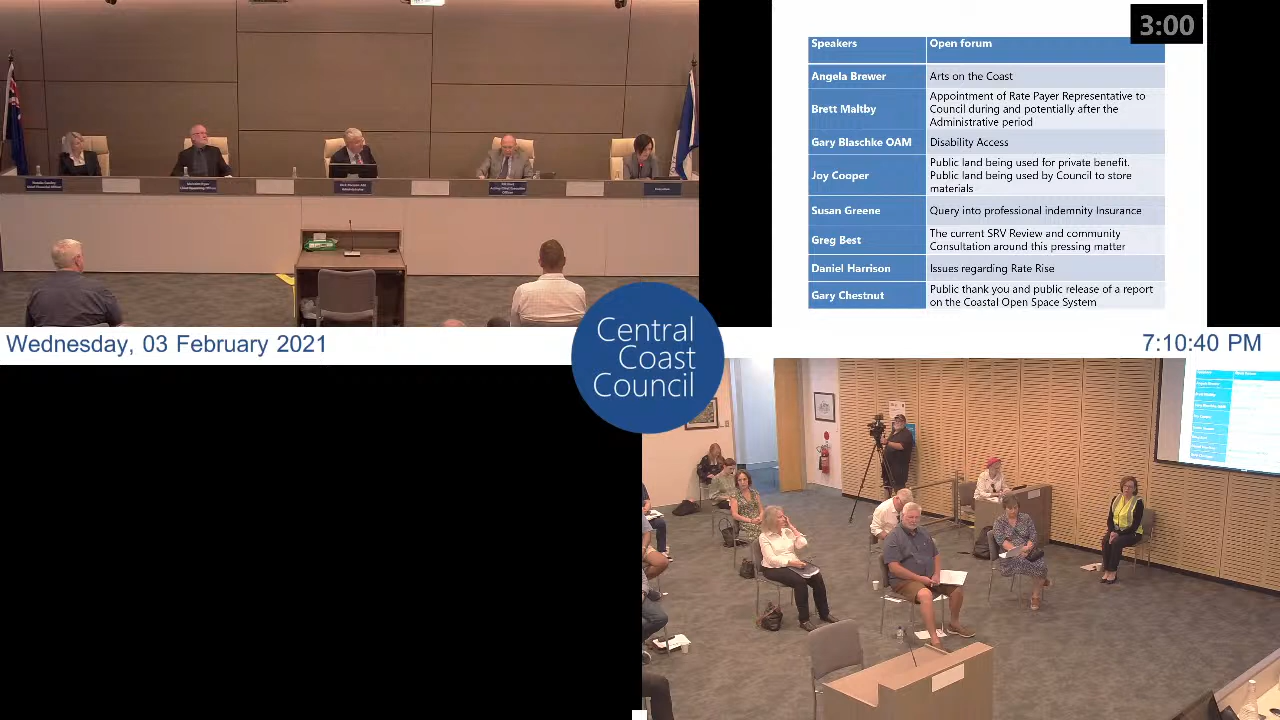 3:00
Speakers
Open forum
Angela Brewer
Arts on the Coast
Brett Maltby
Appointment of Rate Payer Representative to
Council during and potentially after the
Administrative period
Gary Blaschke OAM
Disability Access
Joy Cooper
Public land being used for private benefit.
Public land being used by Council to store
materials
Susan Greene
Query into professional indemnity Insurance
Greg Best
The current SRV Review and community
Consultation around this pressing matter
Daniel Harrison
Issues regarding Rate Rise
Gary Chestnut
Public thank you and public release of a report
on the Coastal Open Space System
Wednesday, 03 February 2021
Central
Coast
Council
7:10:40 PM